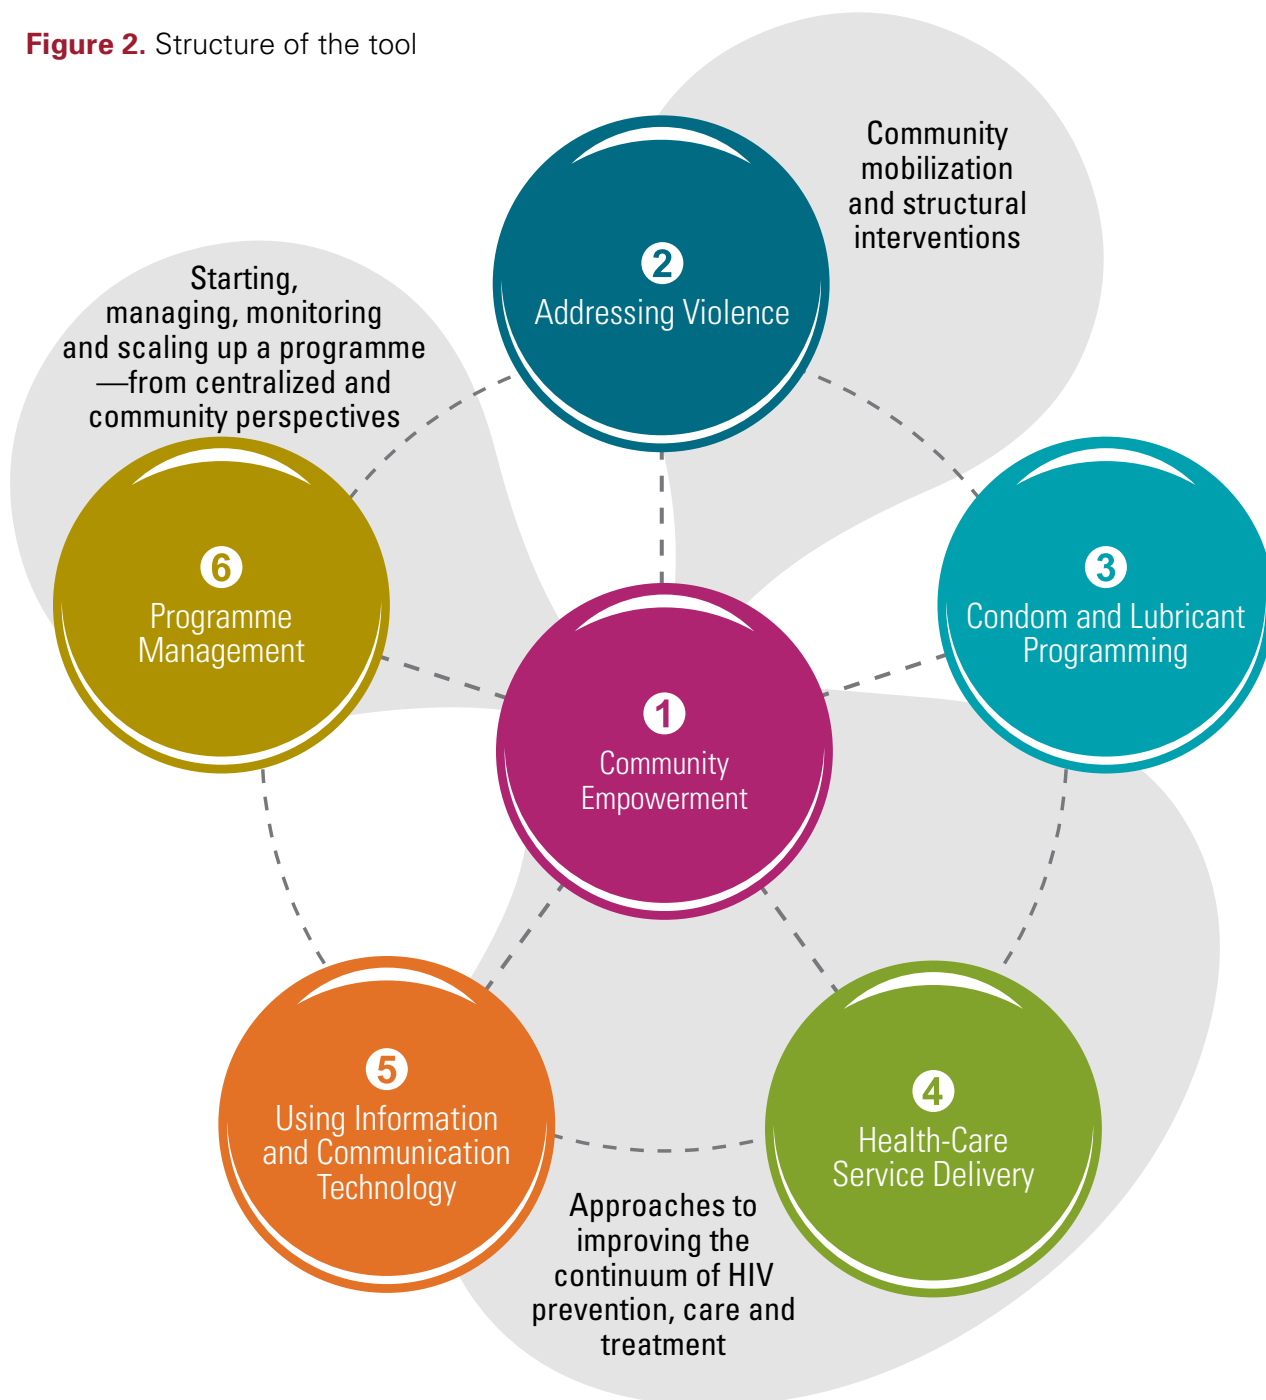 Figure 2. Structure of the tool
Community
mobilization
and structural
interventions
2
Addressing Violence
Starting,
managing, monitoring
and scaling up a programme
—from centralized and
community perspectives
6
Programme
Management
3
Condom and Lubricant
Programming
1
Community
Empowerment
5
Using Information
and Communication
Technology
4
Health-Care
Service Delivery
Approaches to
improving the
continuum of HIV
prevention, care and
treatment